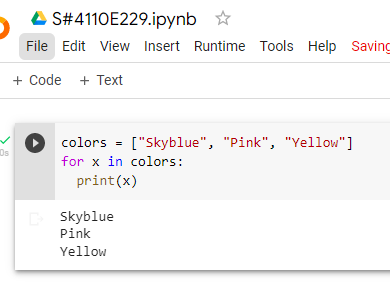 S#4110E229.ipynb
File Edit View Insert Runtime Tools Help Saving
+ Code + Text
0s
colors = ["Skyblue", "Pink", "Yellow"]
for x in colors:
  print(x)
Skyblue
Pink
Yellow